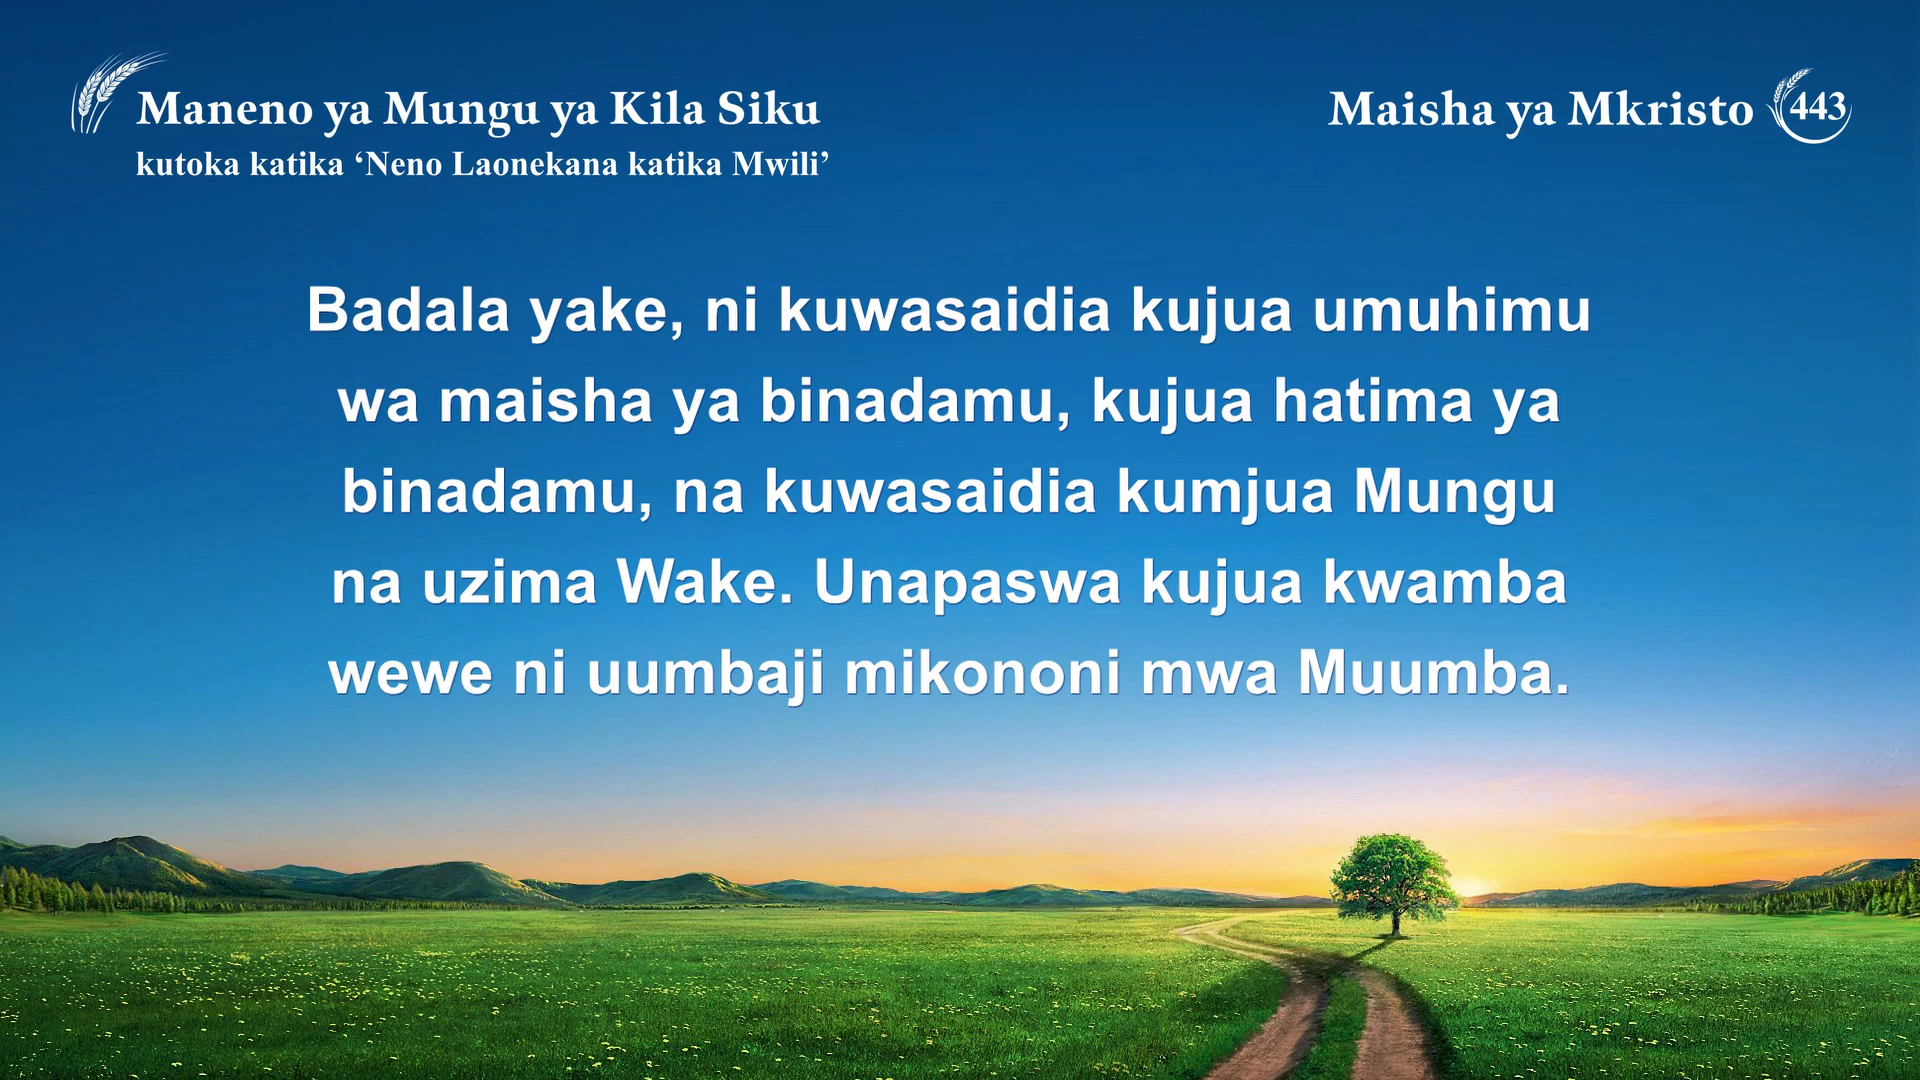 Maneno ya Mungu ya Kila Siku
kutoka katika ‘Neno Laonekana katika Mwili’
Maisha ya Mkristo 443
Badala yake, ni kuwasaidia kujua umuhimu
wa maisha ya binadamu, kujua hatima ya
binadamu, na kuwasaidia kumjua Mungu
na uzima Wake. Unapaswa kujua kwamba
wewe ni uumbaji mikononi mwa Muumba.